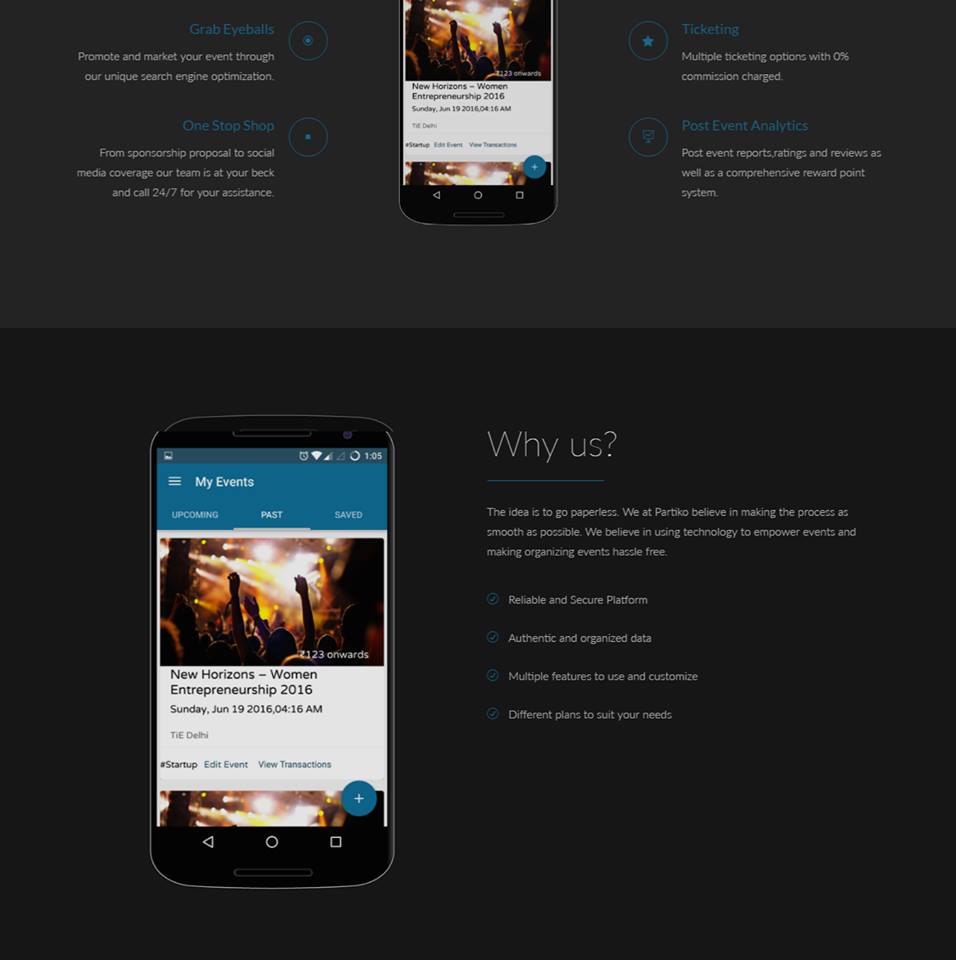 Grab Eyeballs
Promote and market your event through
our unique search engine optimization.
One Stop Shop
From sponsorship proposal to social
media coverage our team is at your beck
and call 24/7 for your assistance.
₹123 onwards
New Horizons – Women
Entrepreneurship 2016
Sunday, Jun 19 2016,04:16 AM
TiE Delhi
#Startup Edit Event View Transactions
+
Ticketing
Multiple ticketing options with 0%
commission charged.
Post Event Analytics
Post event reports,ratings and reviews as
well as a comprehensive reward point
system.
1:05
My Events
UPCOMING PAST SAVED
₹123 onwards
New Horizons – Women
Entrepreneurship 2016
Sunday, Jun 19 2016,04:16 AM
TiE Delhi
#Startup Edit Event View Transactions
+
Why us?
The idea is to go paperless. We at Partiko believe in making the process as
smooth as possible. We believe in using technology to empower events and
making organizing events hassle free.
Reliable and Secure Platform
Authentic and organized data
Multiple features to use and customize
Different plans to suit your needs